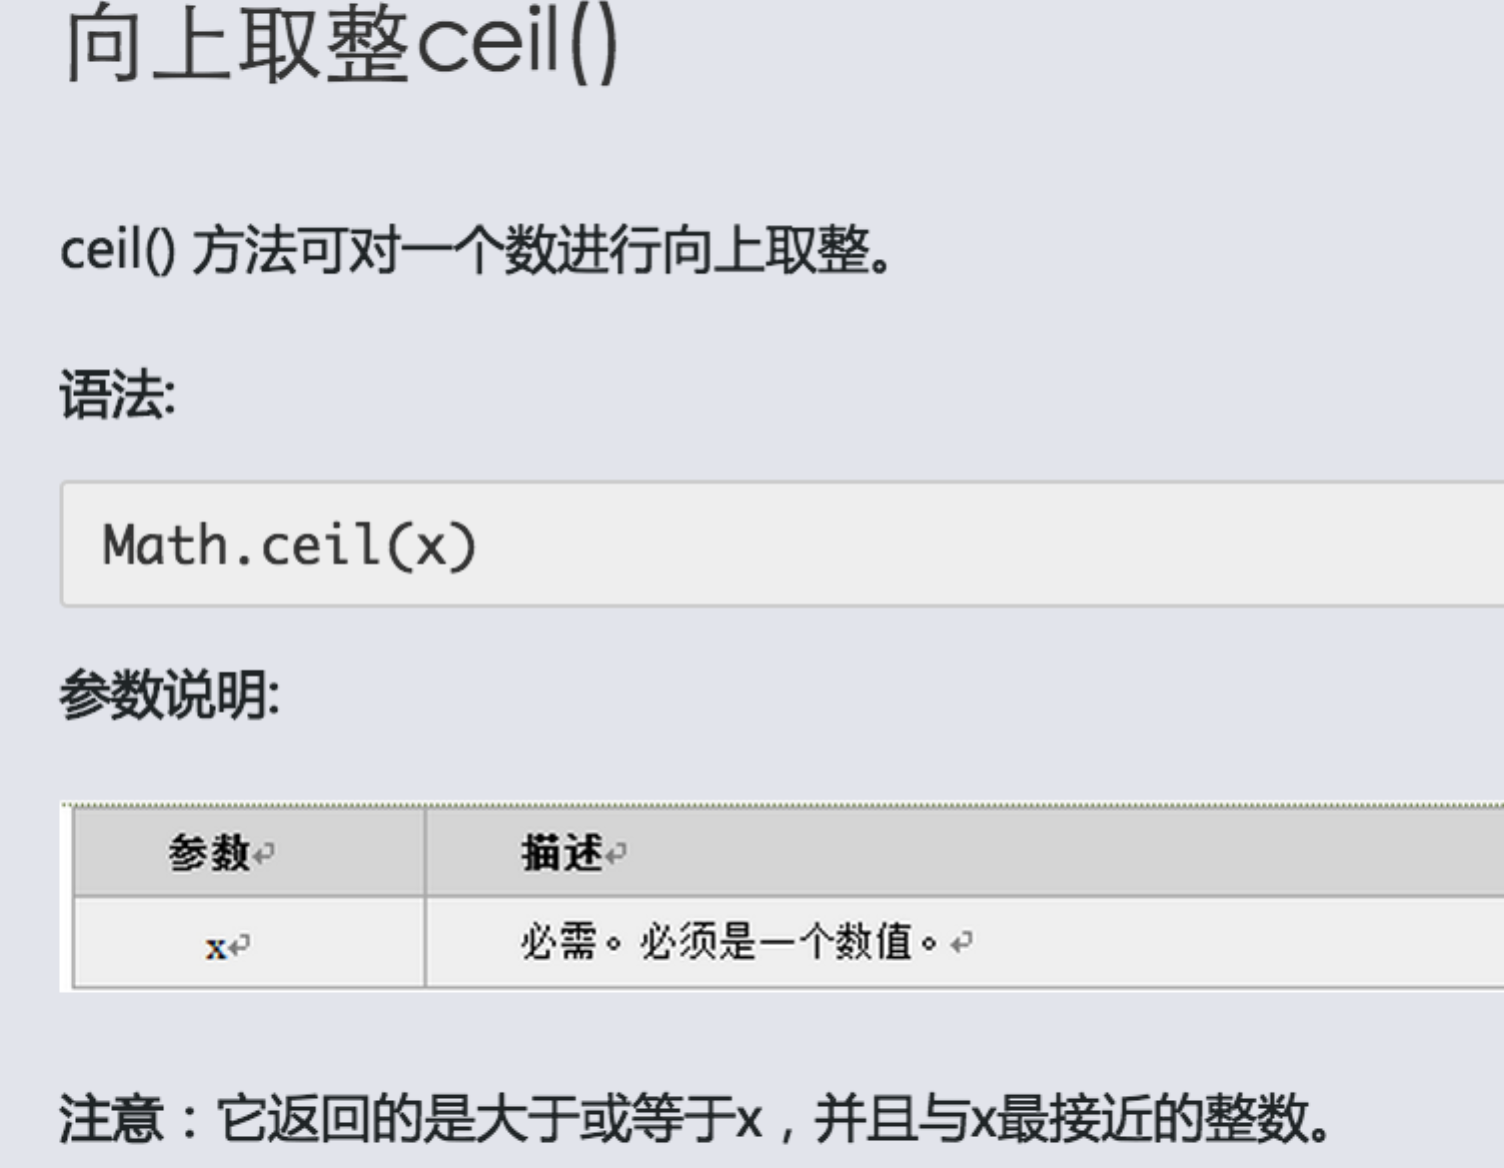 向上取整ceil()
ceil() 方法可对一个数进行向上取整。
语法:
Math.ceil(x)
参数说明:
参数↵ 描述↵
x↵ 必需。必须是一个数值。↵
注意：它返回的是大于或等于x，并且与x最接近的整数。